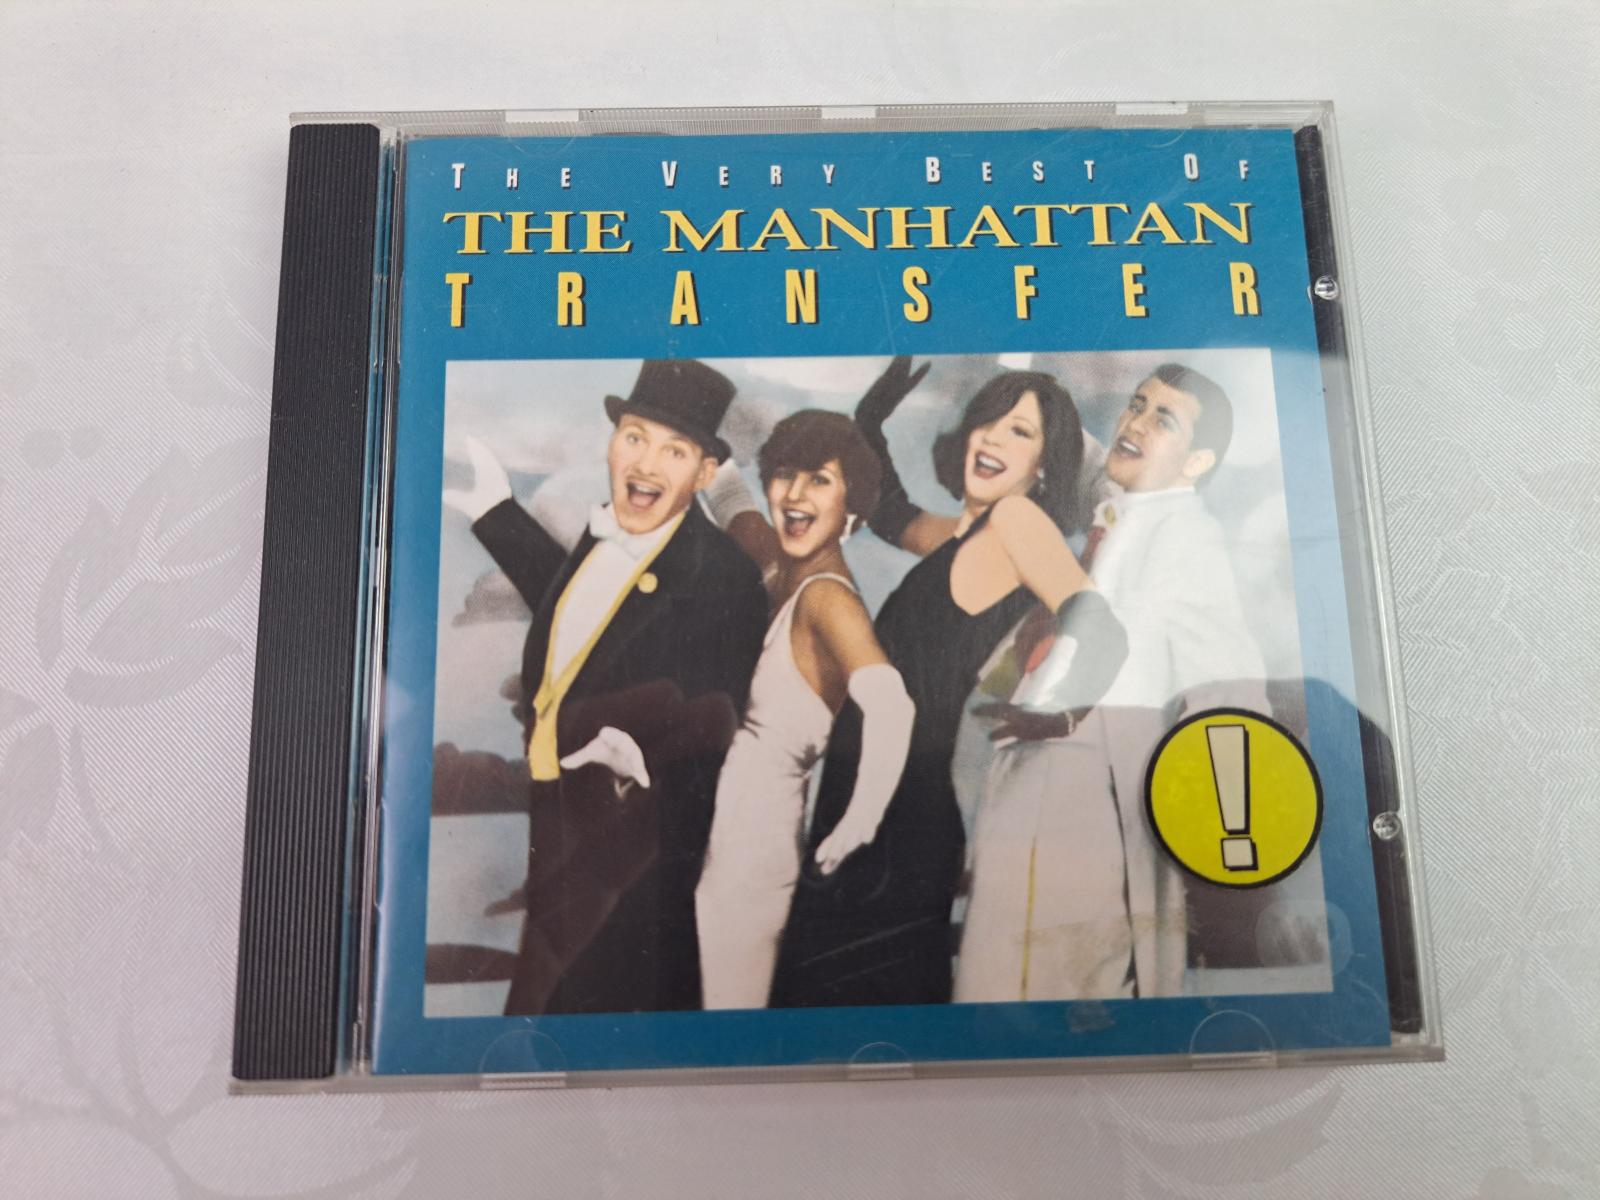 THE VERY BEST OF
THE MANHATTAN
TRANSFER
!